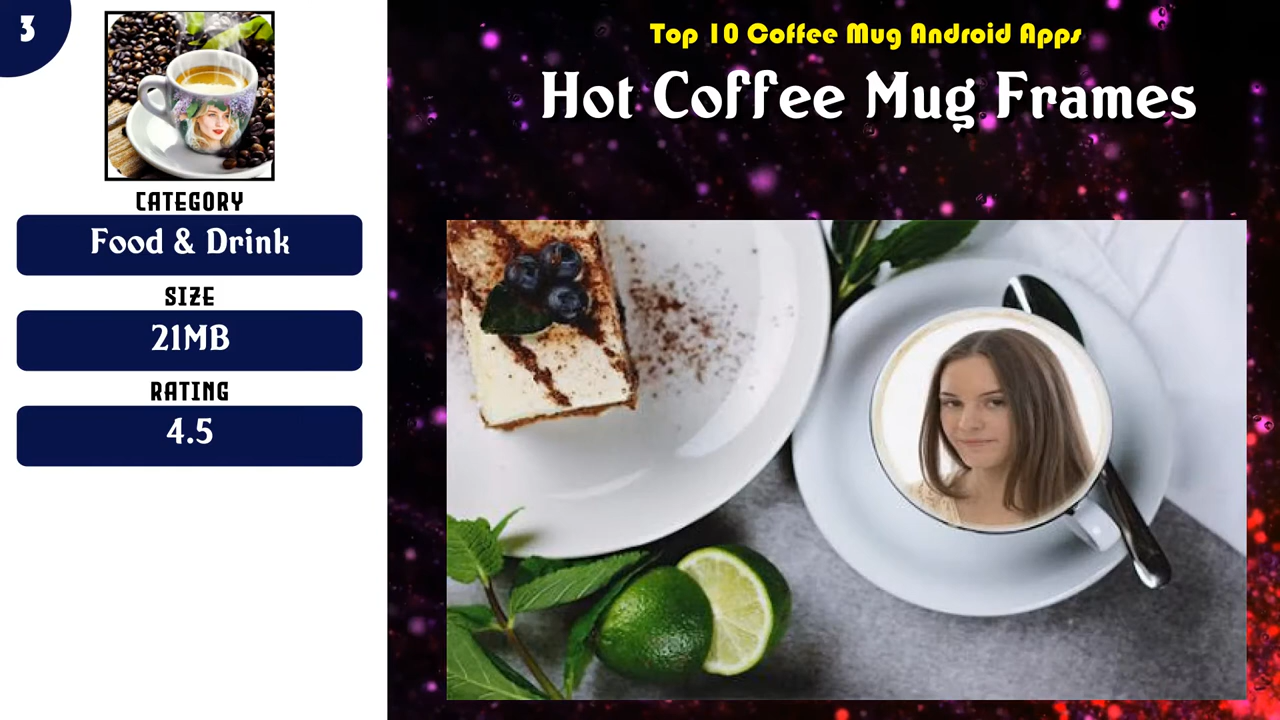 3
Top 10 Coffee Mug Android Apps
Hot Coffee Mug Frames
CATEGORY
Food & Drink
SIZE
21MB
RATING
4.5